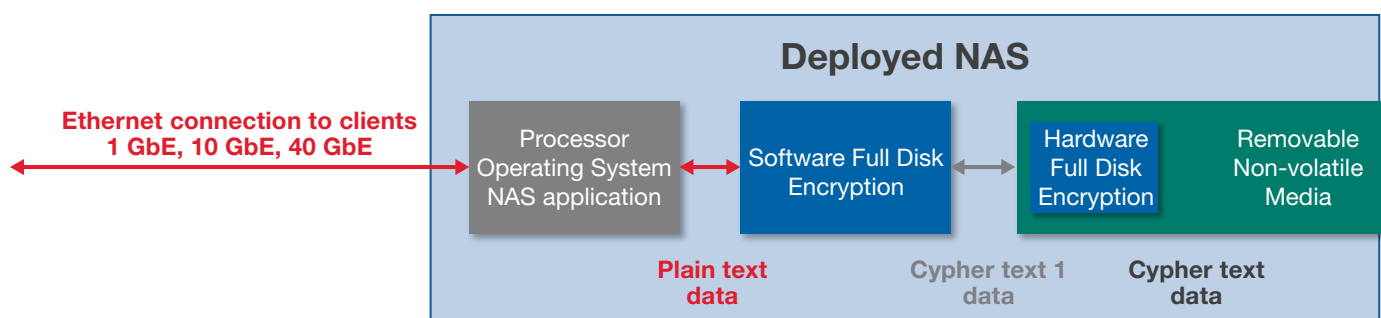 Deployed NAS
Ethernet connection to clients
1 GbE, 10 GbE, 40 GbE
Processor
Operating System
NAS application
Software Full Disk
Encryption
Hardware
Full Disk
Encryption
Removable
Non-volatile
Media
Plain text
data
Cypher text 1
data
Cypher text
data